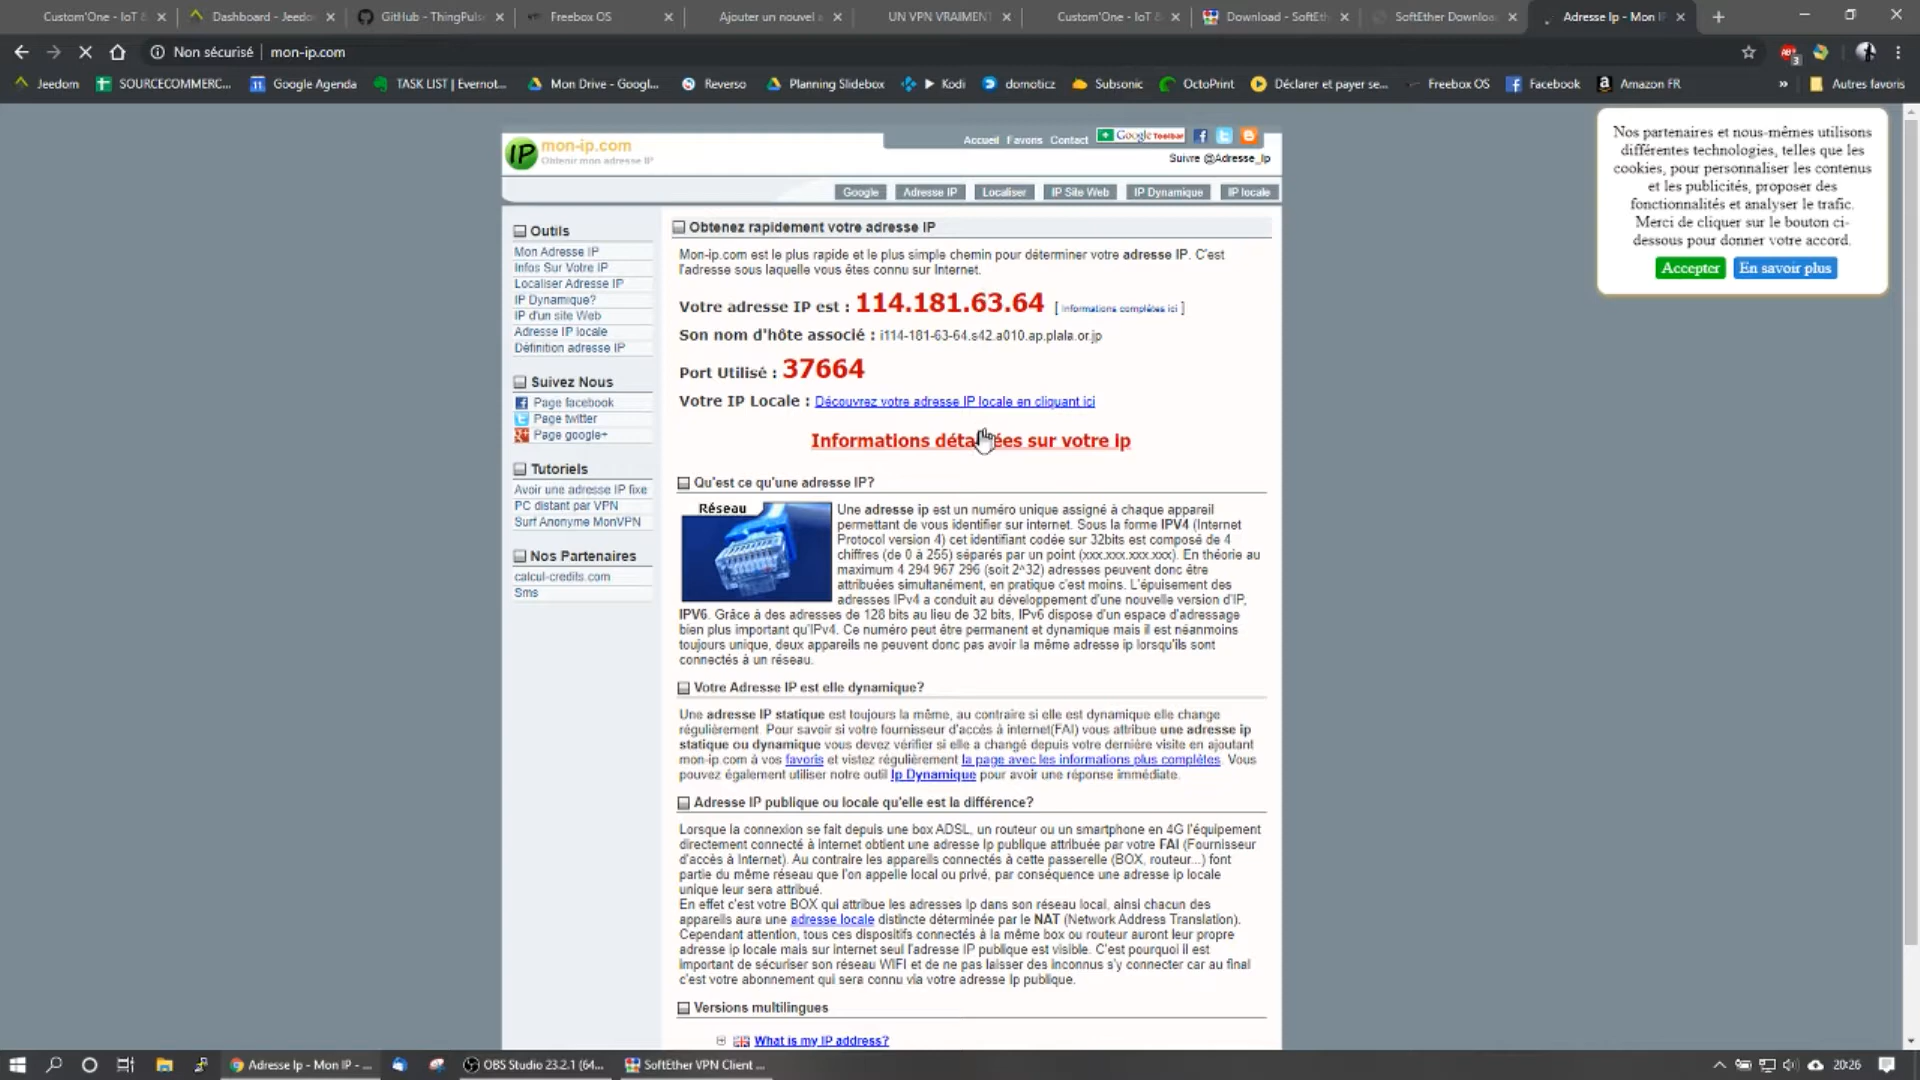 Custom'One - IoT &
Dashboard - Jeedo
GitHub - ThingPuls
Freebox OS
Ajouter un nouvel a
UN VPN VRAIMENT
Custom'One - IoT &
Download - SoftEth
SoftEther Downloa
Adresse Ip - Mon IP
Non sécurisé
mon-ip.com
3
Jeedom
SOURCECOMMERC...
11
Google Agenda
TASK LIST | Evernot...
Mon Drive - Googl...
Reverso
Planning Slidebox
Kodi
domoticz
Subsonic
OctoPrint
Déclarer et payer se...
Freebox OS
Facebook
Amazon FR
»
Autres favoris
Nos partenaires et nous-mêmes utilisons
différentes technologies, telles que les
cookies, pour personnaliser les contenus
et les publicités, proposer des
fonctionnalités et analyser le trafic.
Merci de cliquer sur le bouton ci-
dessous pour donner votre accord.
Accepter
En savoir plus
IP
mon-ip.com
Obtenir mon adresse IP
Accueil
Favoris
Contact
Google Toolbar
Suivre @Adresse_Ip
Google
Adresse IP
Localiser
IP Site Web
IP Dynamique
IP locale
Outils
Mon Adresse IP
Infos Sur Votre IP
Localiser Adresse IP
IP Dynamique?
IP d'un site Web
Adresse IP locale
Définition adresse IP
Suivez Nous
Page facebook
Page twitter
Page google+
Tutoriels
Avoir une adresse IP fixe
PC distant par VPN
Surf Anonyme MonVPN
Nos Partenaires
calcul-credits.com
Sms
Obtenez rapidement votre adresse IP
Mon-ip.com est le plus rapide et le plus simple chemin pour déterminer votre adresse IP. C'est
l'adresse sous laquelle vous êtes connu sur Internet.
Votre adresse IP est : 114.181.63.64 [ Informations complètes ici ]
Son nom d'hôte associé : i114-181-63-64.s42.a010.ap.plala.or.jp
Port Utilisé : 37664
Votre IP Locale : Découvrez votre adresse IP locale en cliquant ici
Informations détaillées sur votre ip
Qu'est ce qu'une adresse IP?
Réseau
Une adresse ip est un numéro unique assigné à chaque appareil
permettant de vous identifier sur internet. Sous la forme IPV4 (Internet
Protocol version 4) cet identifiant codée sur 32bits est composé de 4
chiffres (de 0 à 255) séparés par un point (xxx.xxx.xxx.xxx). En théorie au
maximum 4 294 967 296 (soit 2^32) adresses peuvent donc être
attribuées simultanément, en pratique c'est moins. L'épuisement des
adresses IPv4 a conduit au développement d'une nouvelle version d'IP,
IPV6. Grâce à des adresses de 128 bits au lieu de 32 bits, IPv6 dispose d'un espace d'adressage
bien plus important qu'IPv4. Ce numéro peut être permanent et dynamique mais il est néanmoins
toujours unique, deux appareils ne peuvent donc pas avoir la même adresse ip lorsqu'ils sont
connectés à un réseau.
Votre Adresse IP est elle dynamique?
Une adresse IP statique est toujours la même, au contraire si elle est dynamique elle change
régulièrement. Pour savoir si votre fournisseur d'accès à internet(FAI) vous attribue une adresse ip
statique ou dynamique vous devez vérifier si elle a changé depuis votre dernière visite en ajoutant
mon-ip.com à vos favoris et vistez régulièrement la page avec les informations plus complètes. Vous
pouvez également utiliser notre outil Ip Dynamique pour avoir une réponse immédiate.
Adresse IP publique ou locale qu'elle est la différence?
Lorsque la connexion se fait depuis une box ADSL, un routeur ou un smartphone en 4G l'équipement
directement connecté à Internet obtient une adresse Ip publique attribuée par votre FAI (Fournisseur
d'accès à Internet). Au contraire les appareils connectés à cette passerelle (BOX, routeur...) font
partie du même réseau que l'on appelle local ou privé, par conséquence une adresse ip locale
unique leur sera attribué.
En effet c'est votre BOX qui attribue les adresses Ip dans son réseau local, ainsi chacun des
appareils aura une adresse locale distincte déterminée par le NAT (Network Address Translation).
Cependant attention, tous ces dispositifs connectés à la même box ou routeur auront leur propre
adresse ip locale mais sur internet seul l'adresse IP publique est visible. C'est pourquoi il est
important de sécuriser son réseau WIFI et de ne pas laisser des inconnus s'y connecter car au final
c'est votre abonnement qui sera connu via votre adresse Ip publique.
Versions multilingues
What is my IP address?
Adresse Ip - Mon IP - ...
OBS Studio 23.2.1 (64...
SoftEther VPN Client ...
20:26